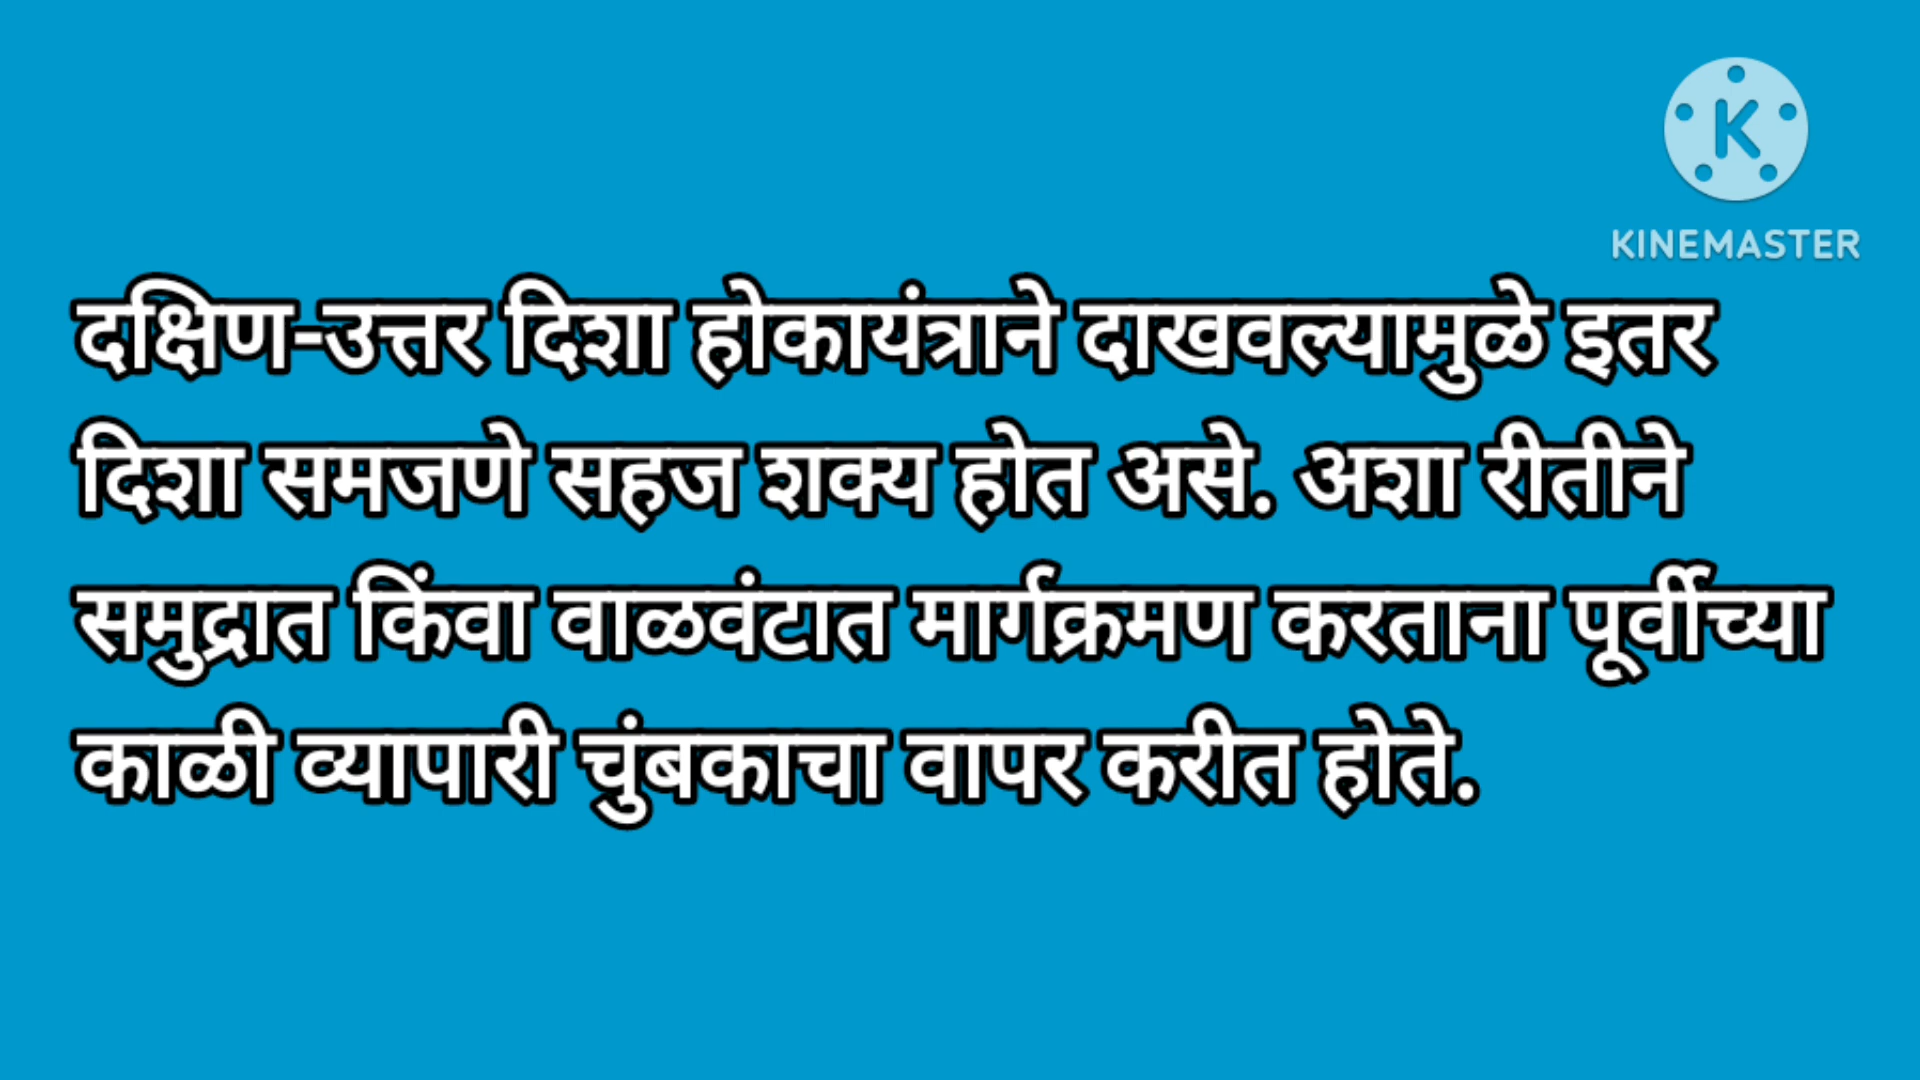 KINEMASTER
दक्षिण-उत्तर दिशा होकायंत्राने दाखवल्यामुळे इतर
दिशा समजणे सहज शक्य होत असे. अशा रीतीने
समुद्रात किंवा वाळवंटात मार्गक्रमण करताना पूर्वीच्या
काळी व्यापारी चुंबकाचा वापर करीत होते.